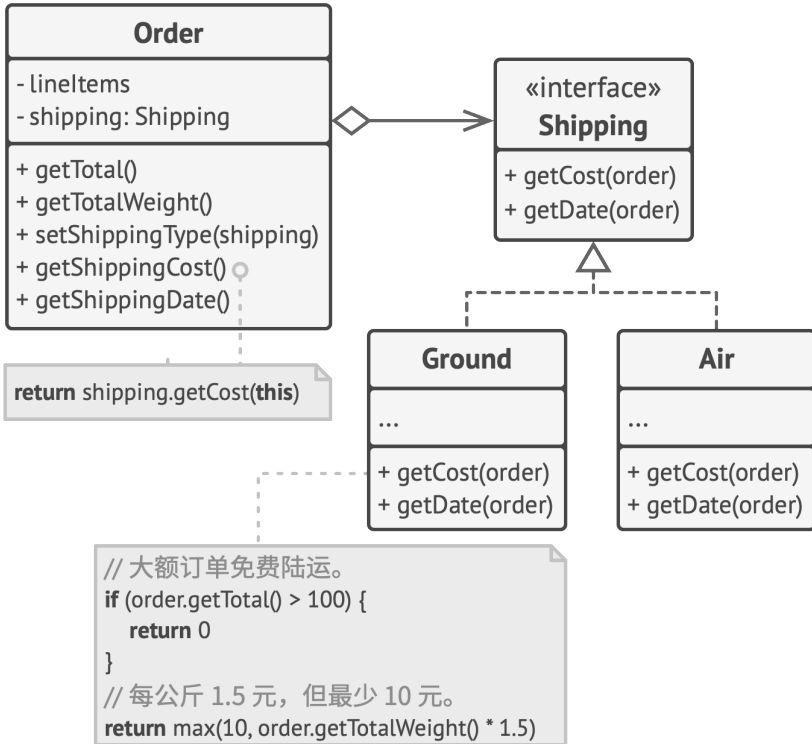 Order
- lineItems
- shipping: Shipping
+ getTotal()
+ getTotalWeight()
+ setShippingType(shipping)
+ getShippingCost()
+ getShippingDate()
return shipping.getCost(this)
«interface»
Shipping
+ getCost(order)
+ getDate(order)
Ground
...
+ getCost(order)
+ getDate(order)
Air
...
+ getCost(order)
+ getDate(order)
// 大额订单免费陆运。
if (order.getTotal() > 100) {
return 0
}
// 每公斤 1.5 元，但最少 10 元。
return max(10, order.getTotalWeight() * 1.5)